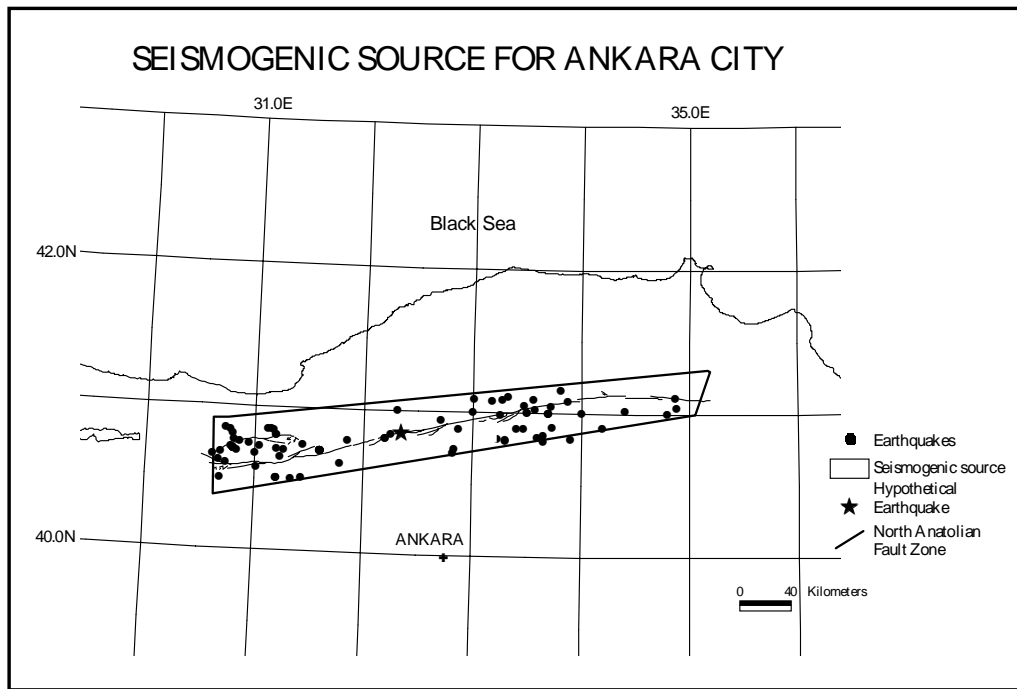 SEISMOGENIC SOURCE FOR ANKARA CITY
31.0E
35.0E
Black Sea
42.0N
Earthquakes
Seismogenic source
Hypothetical
Earthquake
40.0N
ANKARA
North Anatolian
Fault Zone
0 40 Kilometers